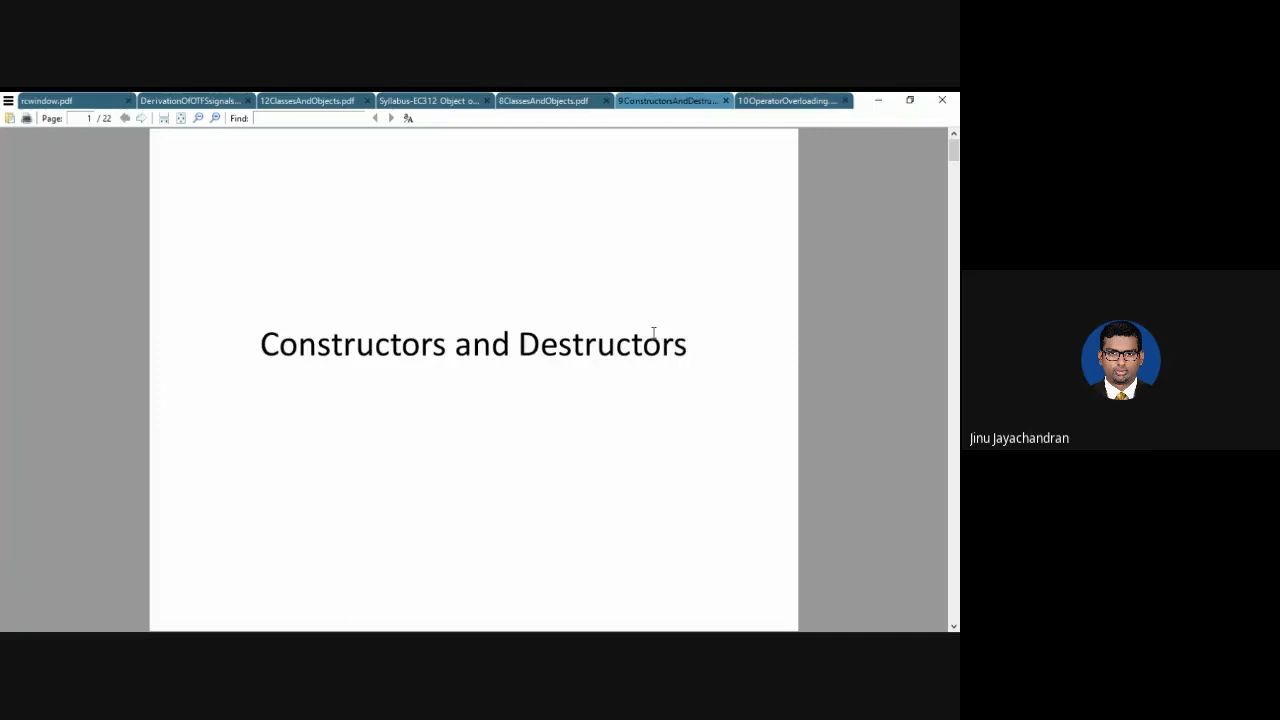 rcwindow.pdf
DerivationOfOTFSsignals...
12ClassesAndObjects.pdf
Syllabus-EC312 Object o...
8ClassesAndObjects.pdf
9ConstructorsAndDestru...
10OperatorOverloading....
Page: 1 / 22 Find:
Constructors and Destructors
Jinu Jayachandran